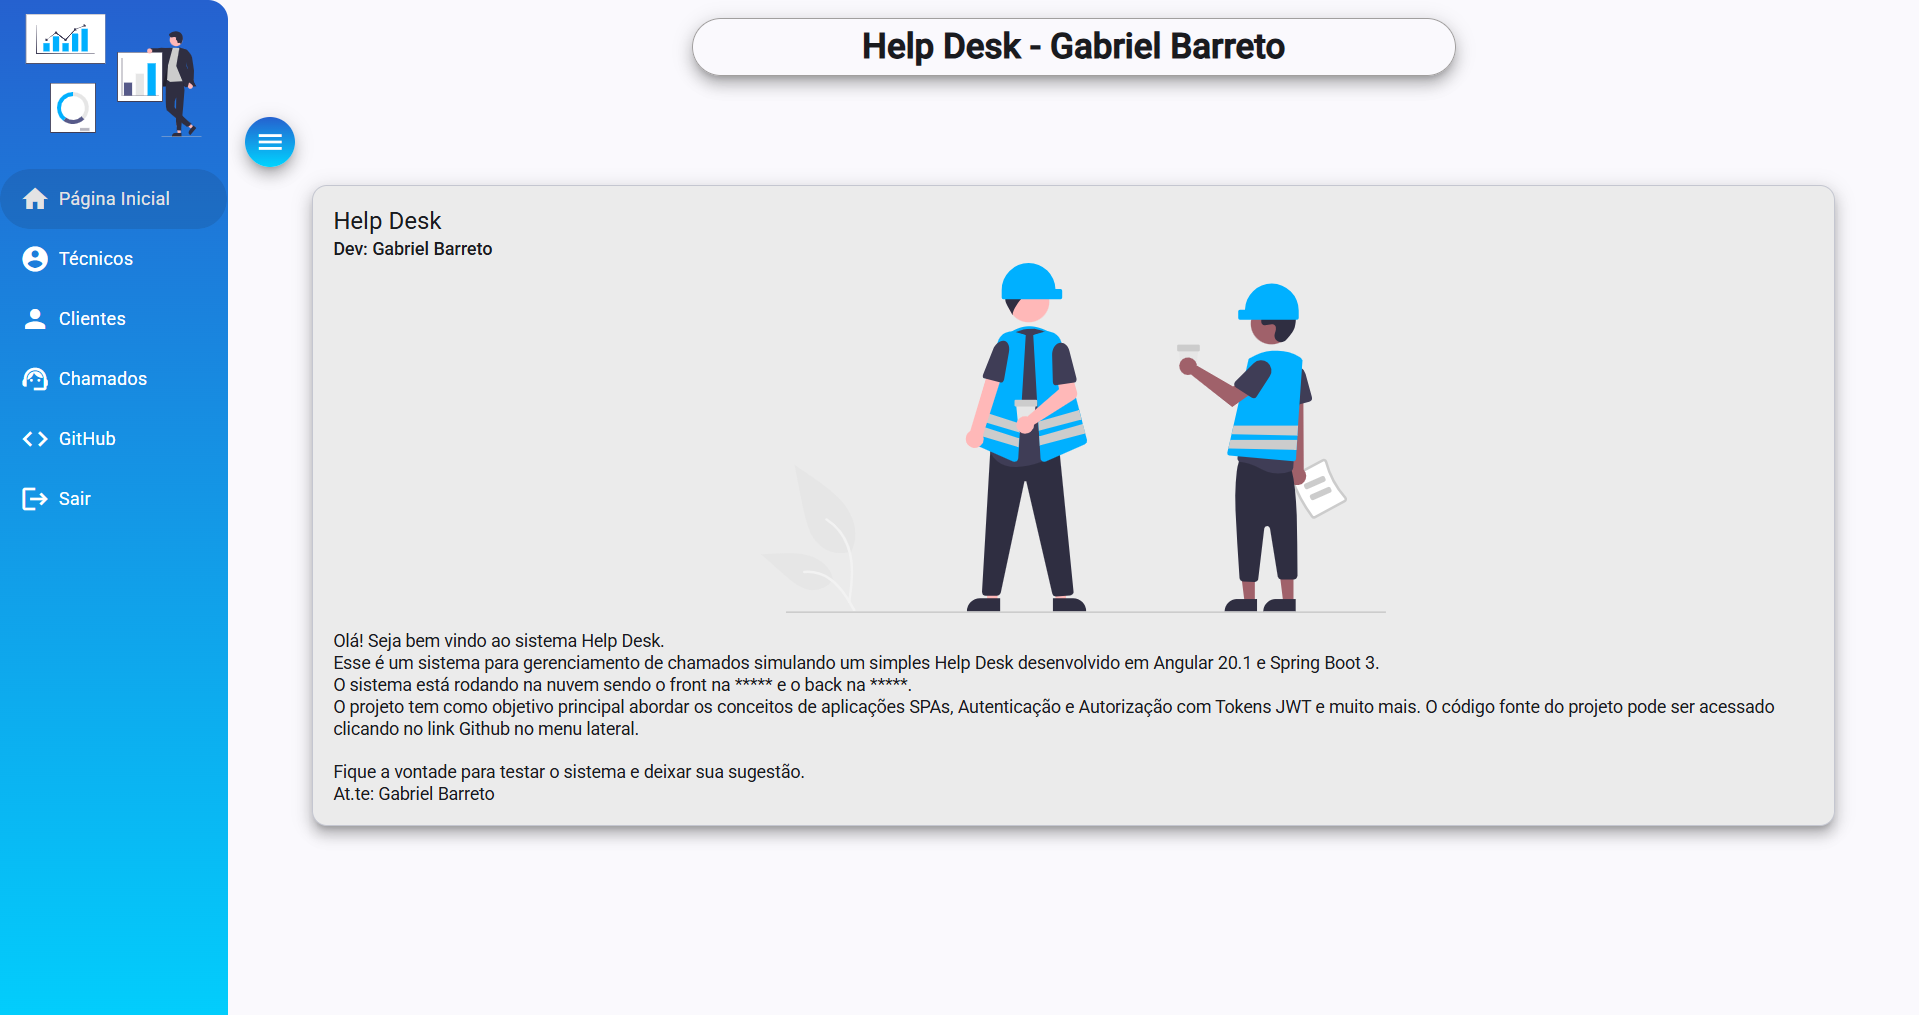 Help Desk - Gabriel Barreto
Página Inicial
Técnicos
Clientes
Chamados
GitHub
Sair
Help Desk
Dev: Gabriel Barreto
Olá! Seja bem vindo ao sistema Help Desk.
Esse é um sistema para gerenciamento de chamados simulando um simples Help Desk desenvolvido em Angular 20.1 e Spring Boot 3.
O sistema está rodando na nuvem sendo o front na ***** e o back na *****.
O projeto tem como objetivo principal abordar os conceitos de aplicações SPAs, Autenticação e Autorização com Tokens JWT e muito mais. O código fonte do projeto pode ser acessado
clicando no link Github no menu lateral.
Fique a vontade para testar o sistema e deixar sua sugestão.
At.te: Gabriel Barreto